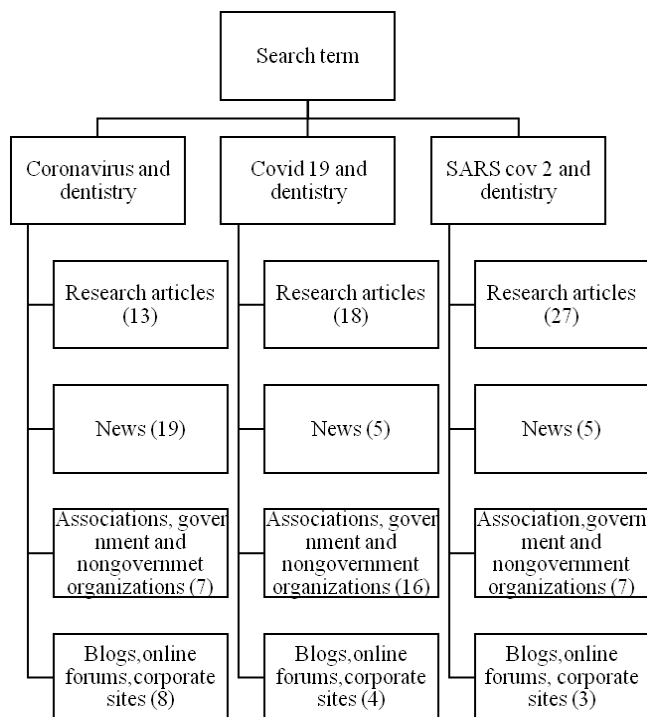 Search term
Coronavirus and
dentistry
Covid 19 and
dentistry
SARS cov 2 and
dentistry
Research articles
(13)
Research articles
(18)
Research articles
(27)
News (19)
News (5)
News (5)
Associations, gover
nment and
nongovernmet
organizations (7)
Associations, gover
nment and
nongovernment
organizations (16)
Association,govern
ment and
nongovernment
organizations (7)
Blogs,online
forums,corporate
sites (8)
Blogs,online
forums,corporate
sites (4)
Blogs,online
forums, corporate
sites (3)